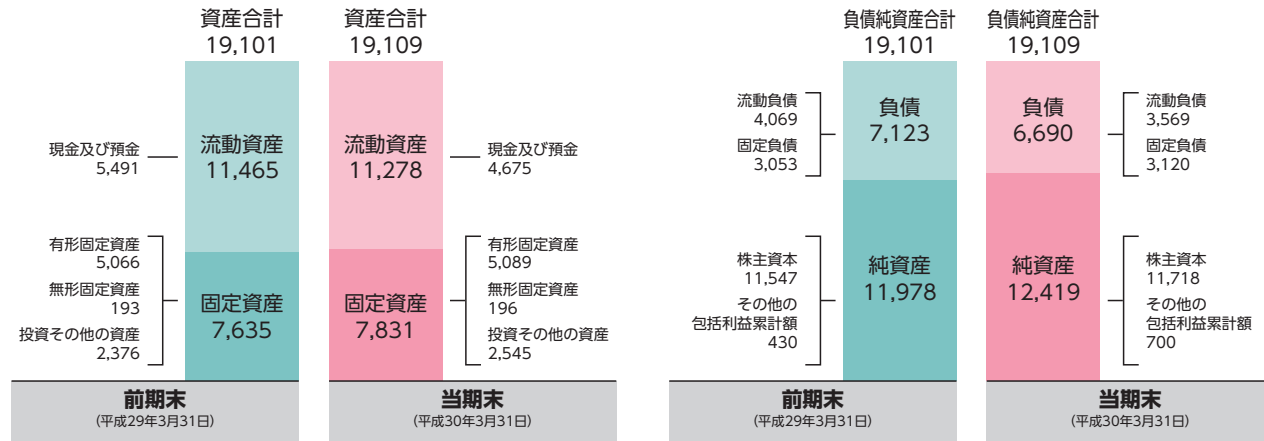 資産合計
19,101
流動資産
11,465
現金及び預金
5,491
有形固定資産
5,066
無形固定資産
193
投資その他の資産
2,376
固定資産
7,635
前期末
(平成29年3月31日)
資産合計
19,109
流動資産
11,278
現金及び預金
4,675
固定資産
7,831
有形固定資産
5,089
無形固定資産
196
投資その他の資産
2,545
当期末
(平成30年3月31日)
負債純資産合計
19,101
流動負債
4,069
固定負債
3,053
負債
7,123
株主資本
11,547
その他の
包括利益累計額
430
純資産
11,978
前期末
(平成29年3月31日)
負債純資産合計
19,109
負債
6,690
流動負債
3,569
固定負債
3,120
純資産
12,419
株主資本
11,718
その他の
包括利益累計額
700
当期末
(平成30年3月31日)